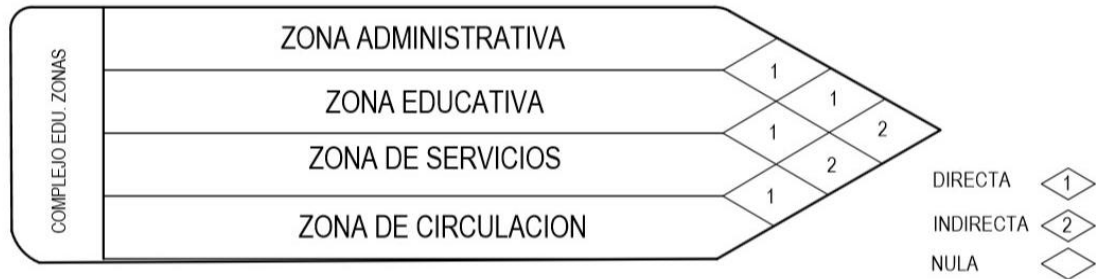 COMPLEJO EDU. ZONAS
ZONA ADMINISTRATIVA
ZONA EDUCATIVA
ZONA DE SERVICIOS
ZONA DE CIRCULACION
1
1
1
2
2
1
DIRECTA 1
INDIRECTA 2
NULA